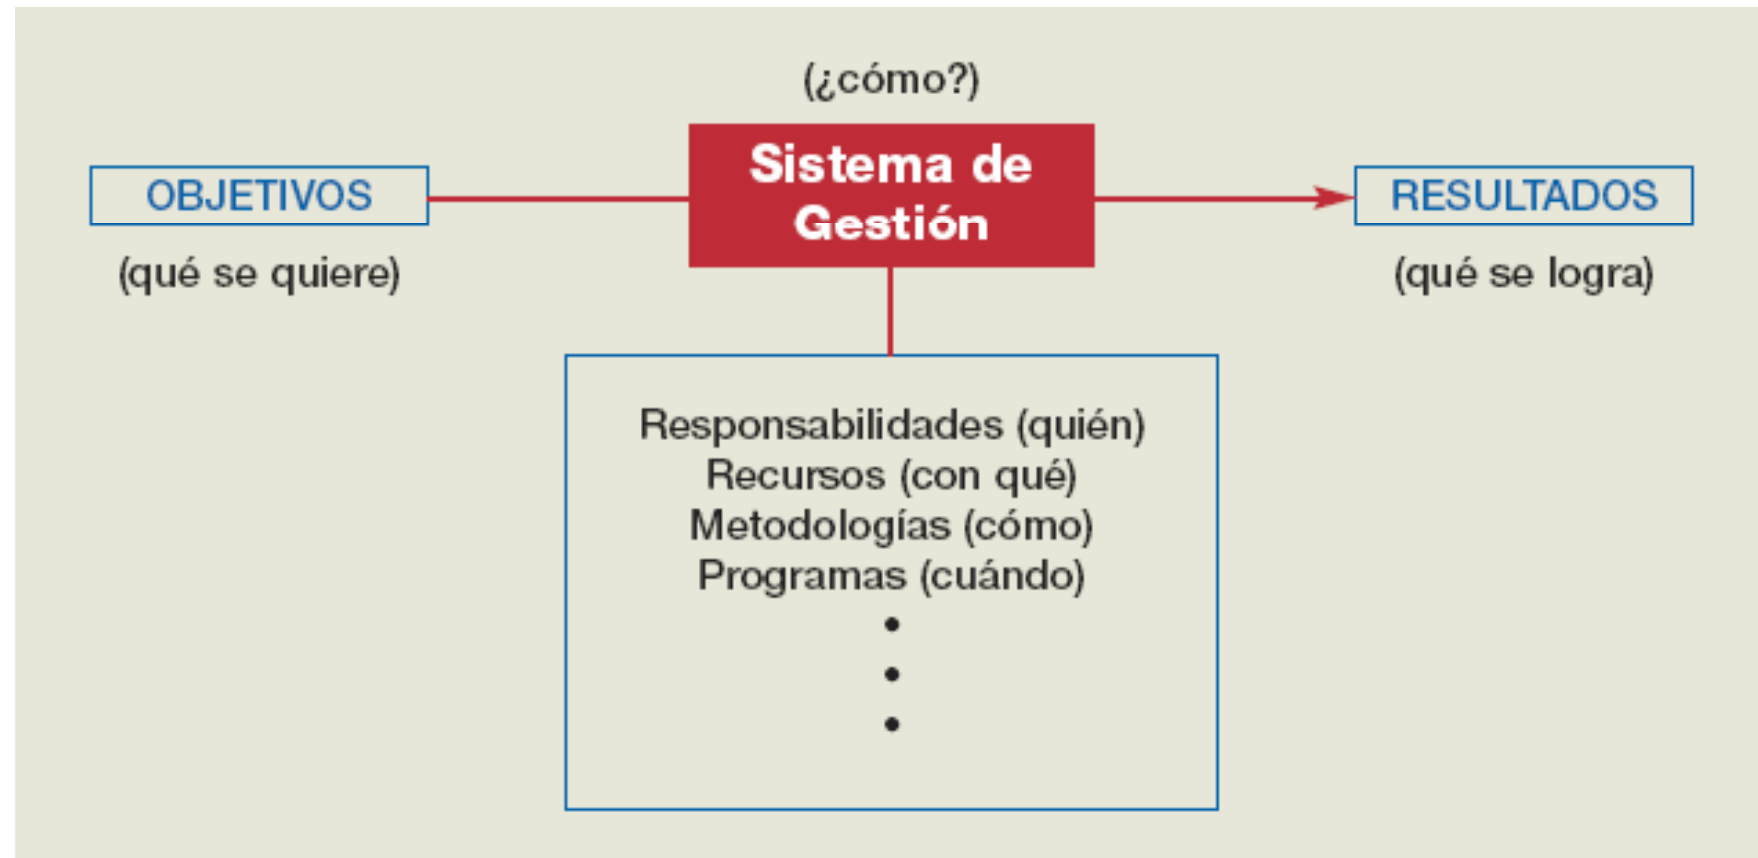 (¿cómo?)
Sistema de
Gestión
OBJETIVOS
(qué se quiere)
RESULTADOS
(qué se logra)
Responsabilidades (quién)
Recursos (con qué)
Metodologías (cómo)
Programas (cuándo)
•
•
•